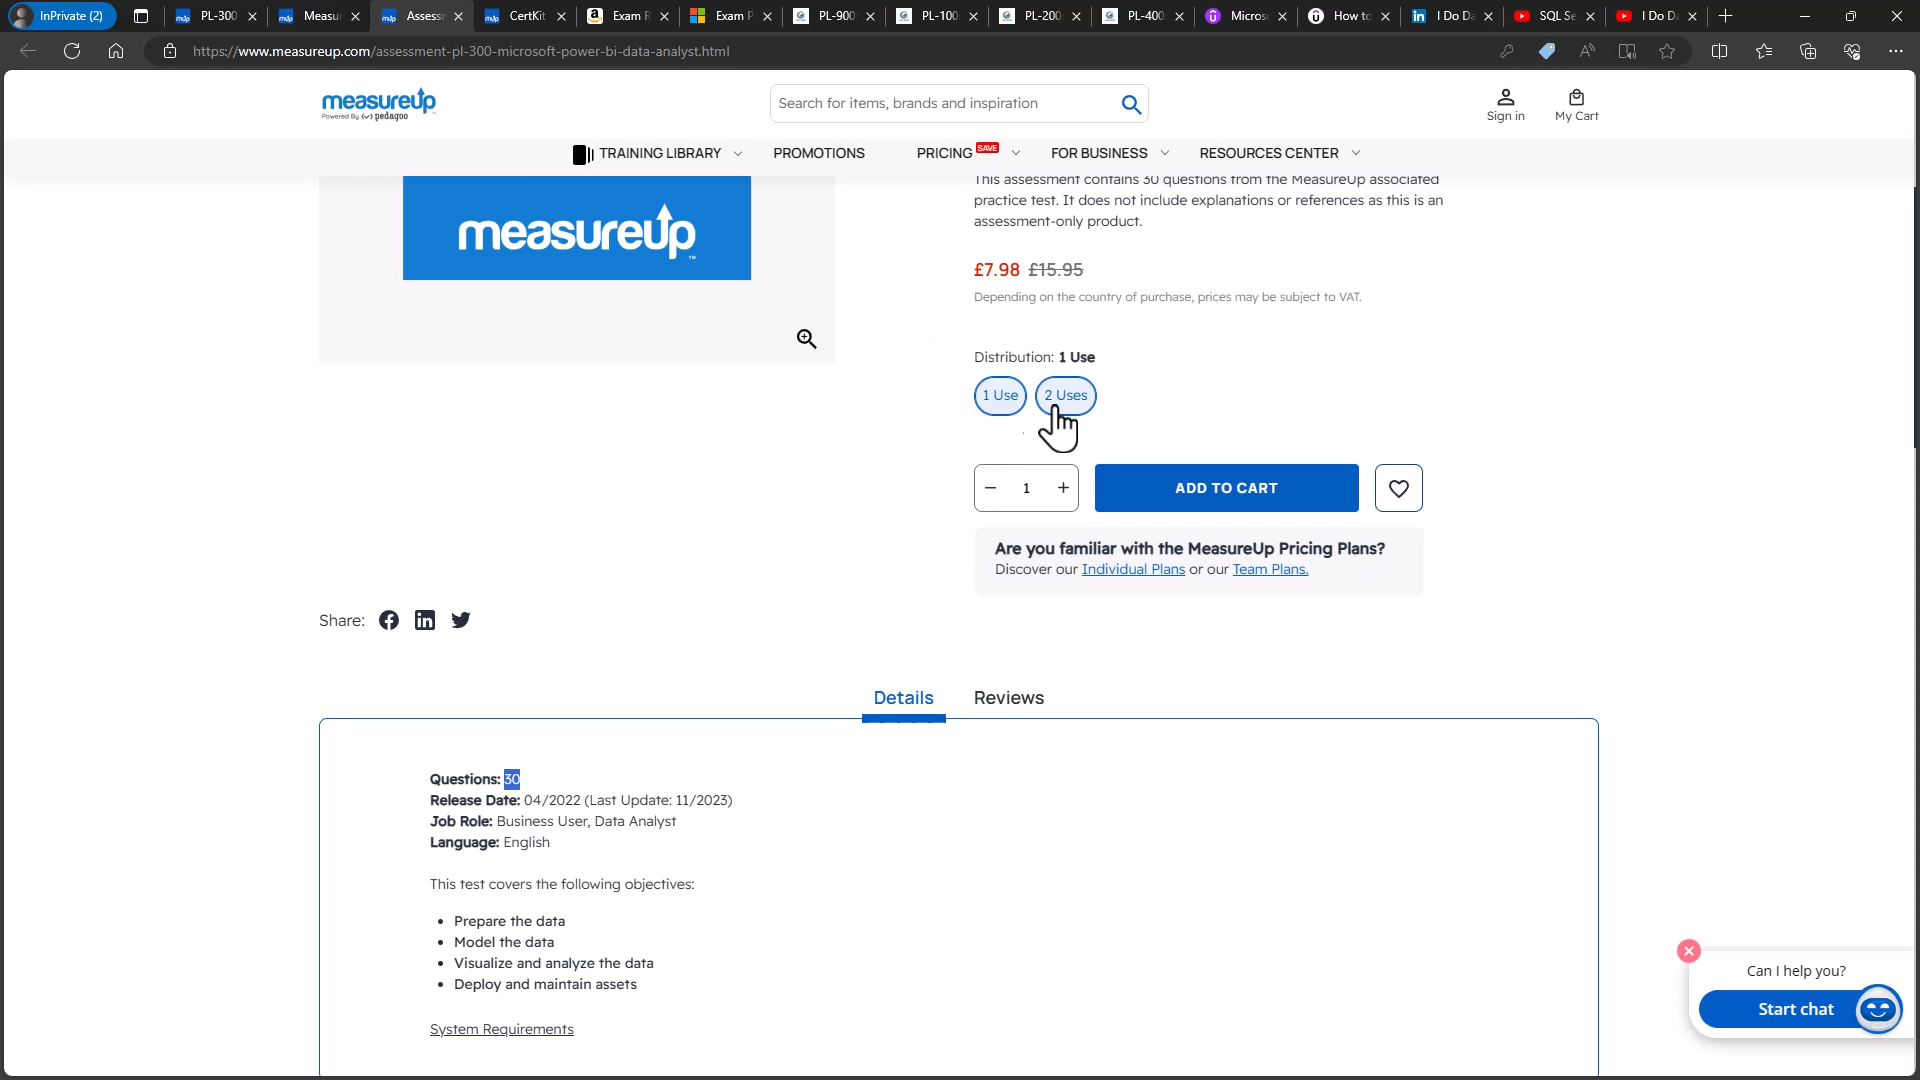 InPrivate (2)
PL-300
Measu
Assess
CertKit
Exam R
Exam P
PL-900
PL-100
PL-200
PL-400
Micros
How to
I Do Da
SQL Se
I Do Da
https://www.measureup.com/assessment-pl-300-microsoft-power-bi-data-analyst.html
measureup
Powered By pedagoo
Search for items, brands and inspiration
Sign in
My Cart
TRAINING LIBRARY
PROMOTIONS
PRICING SAVE
FOR BUSINESS
RESOURCES CENTER
This assessment contains 30 questions from the MeasureUp associated
practice test. It does not include explanations or references as this is an
assessment-only product.
measureup™
£7.98 £15.95
Depending on the country of purchase, prices may be subject to VAT.
Distribution: 1 Use
1 Use
2 Uses
− 1 +
ADD TO CART
Are you familiar with the MeasureUp Pricing Plans?
Discover our Individual Plans or our Team Plans.
Share:
Details
Reviews
Questions: 30
Release Date: 04/2022 (Last Update: 11/2023)
Job Role: Business User, Data Analyst
Language: English
This test covers the following objectives:
• Prepare the data
• Model the data
• Visualize and analyze the data
• Deploy and maintain assets
System Requirements
Can I help you?
Start chat